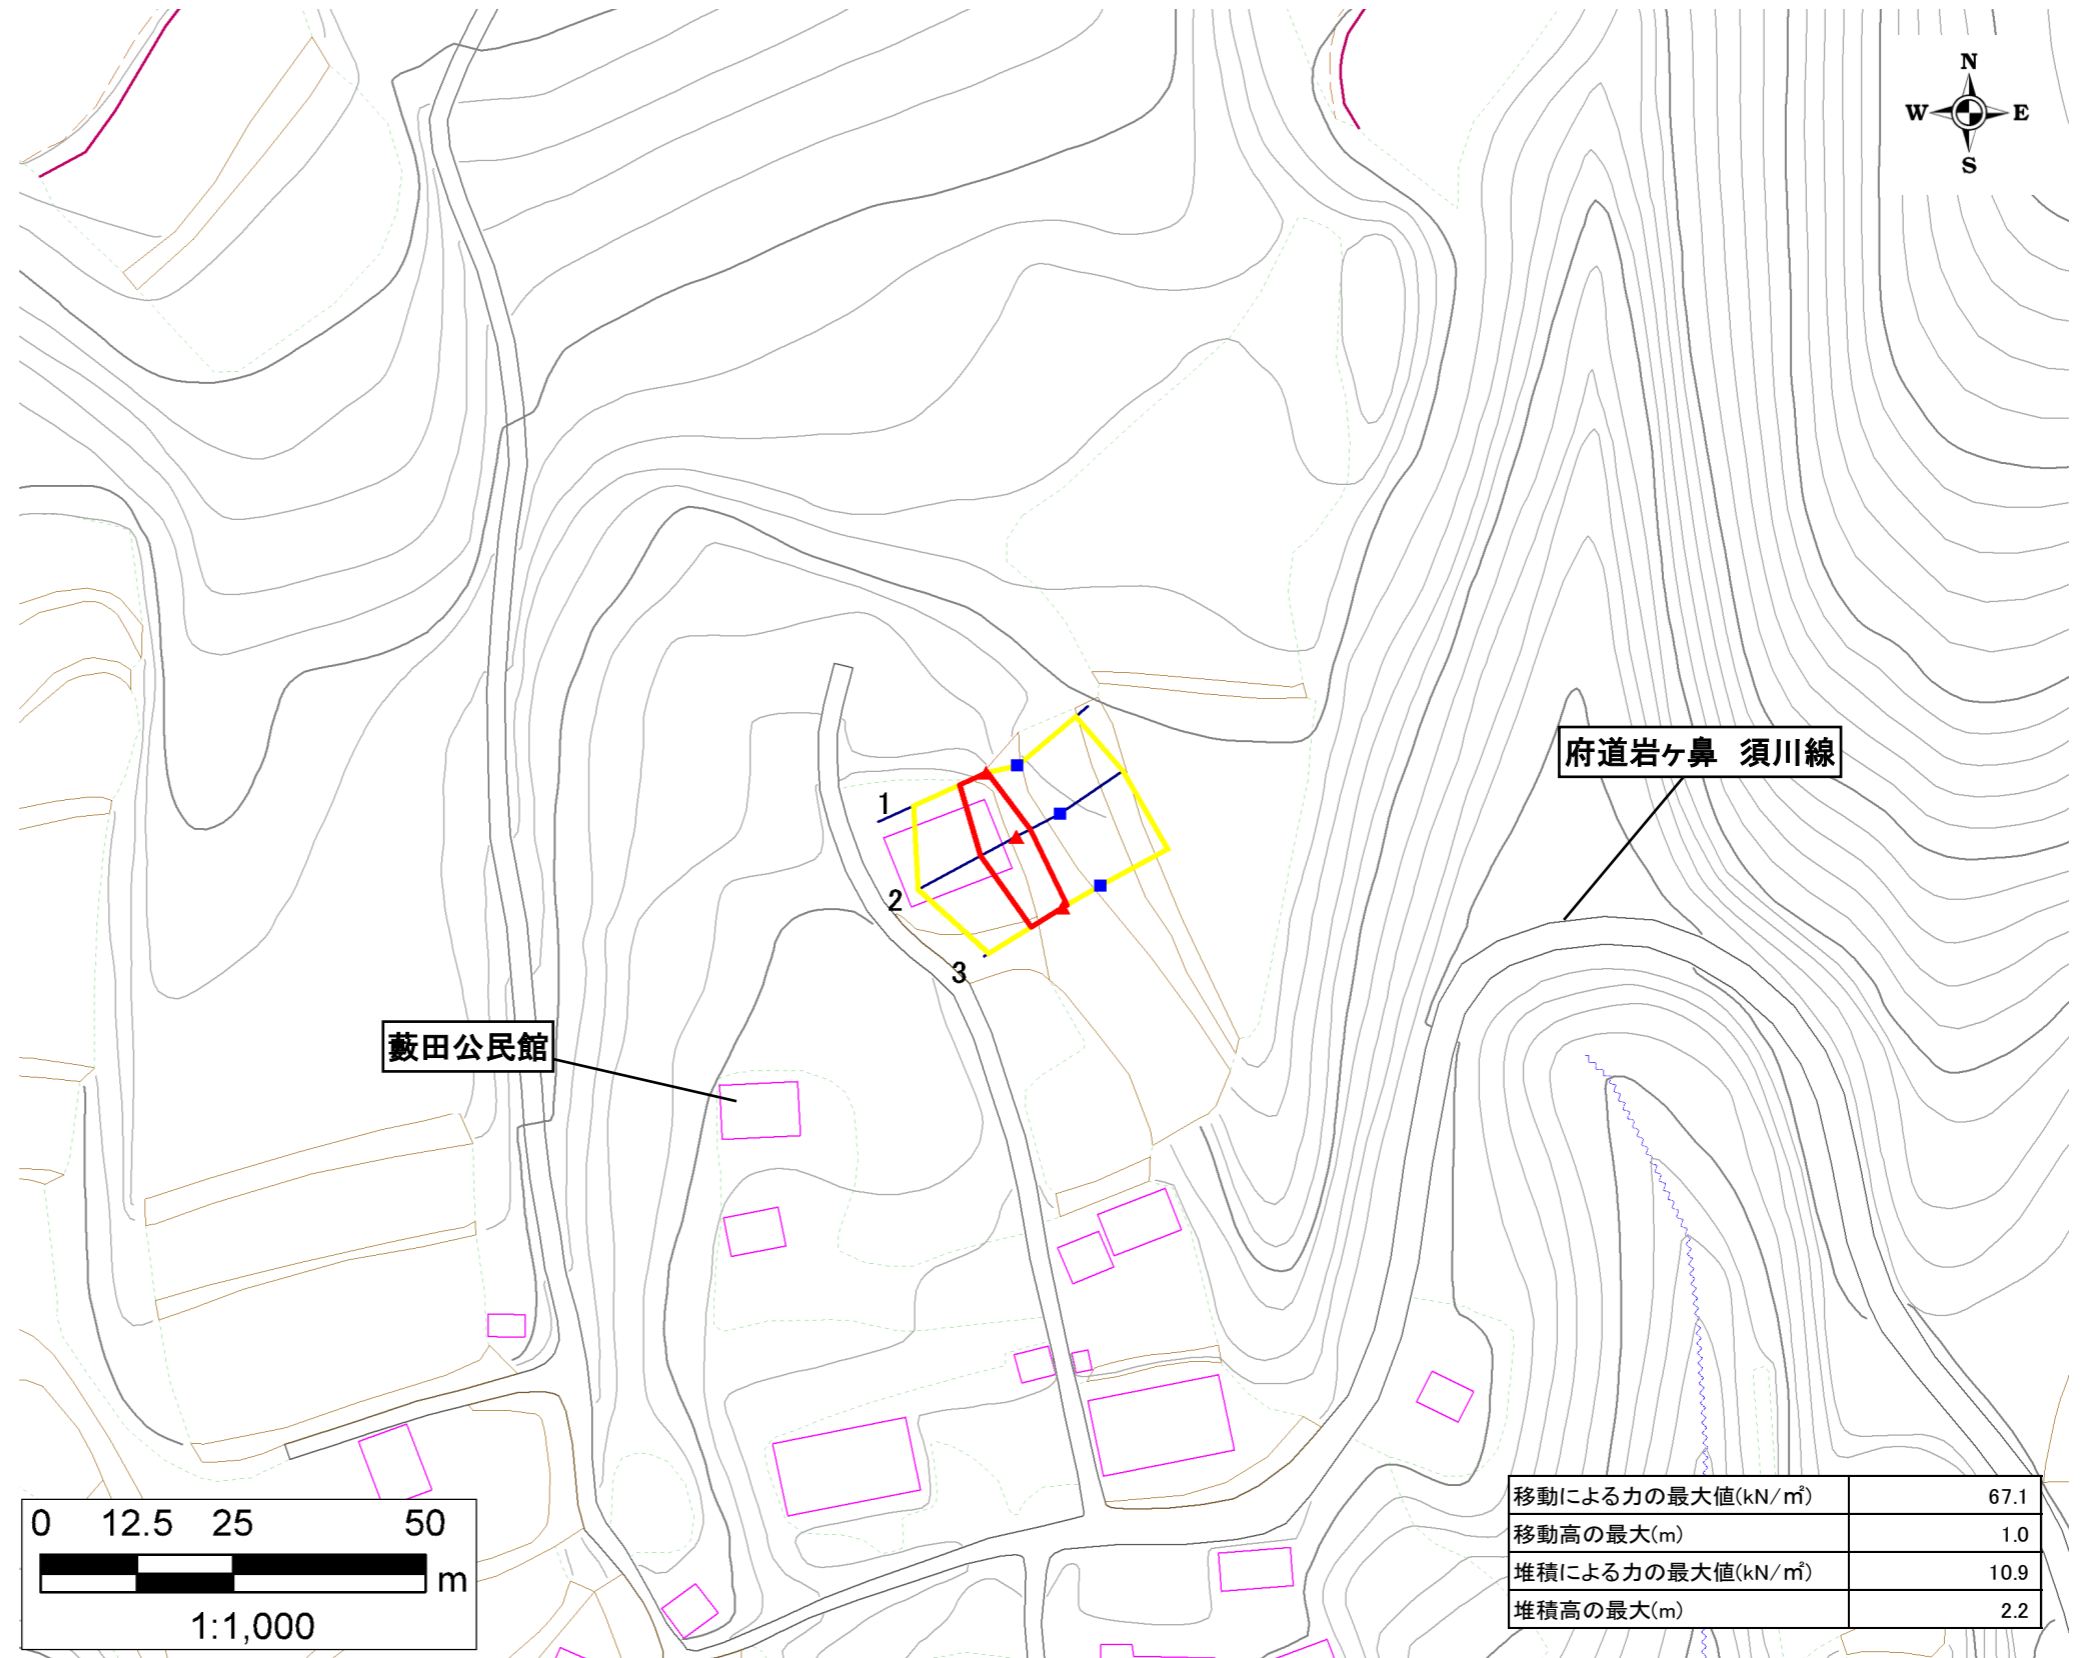 N
W E
S
府道岩ヶ鼻　須川線
1
2
3
藪田公民館
0 12.5 25 50
m
1:1,000
移動による力の最大値(kN/㎡) 67.1
移動高の最大(m) 1.0
堆積による力の最大値(kN/㎡) 10.9
堆積高の最大(m) 2.2